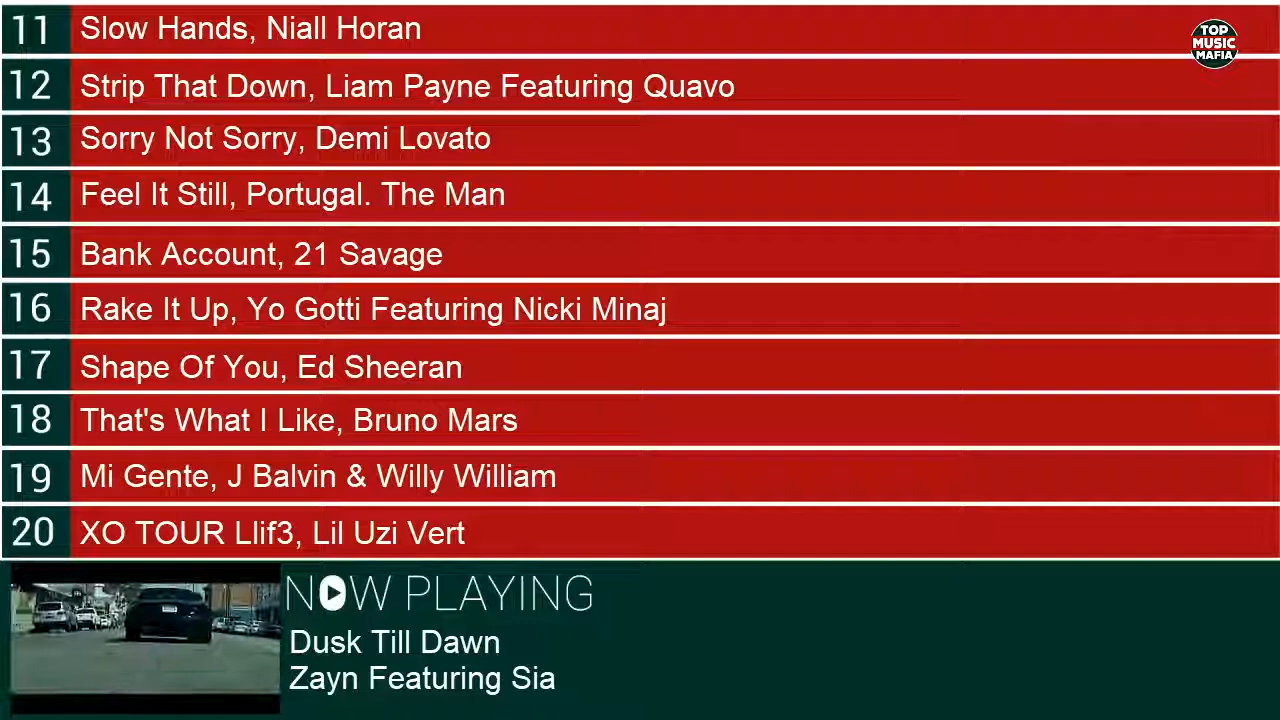 11 Slow Hands, Niall Horan
TOP
MUSIC
MAFIA
12 Strip That Down, Liam Payne Featuring Quavo
13 Sorry Not Sorry, Demi Lovato
14 Feel It Still, Portugal. The Man
15 Bank Account, 21 Savage
16 Rake It Up, Yo Gotti Featuring Nicki Minaj
17 Shape Of You, Ed Sheeran
18 That's What I Like, Bruno Mars
19 Mi Gente, J Balvin & Willy William
20 XO TOUR Llif3, Lil Uzi Vert
NOW PLAYING
Dusk Till Dawn
Zayn Featuring Sia